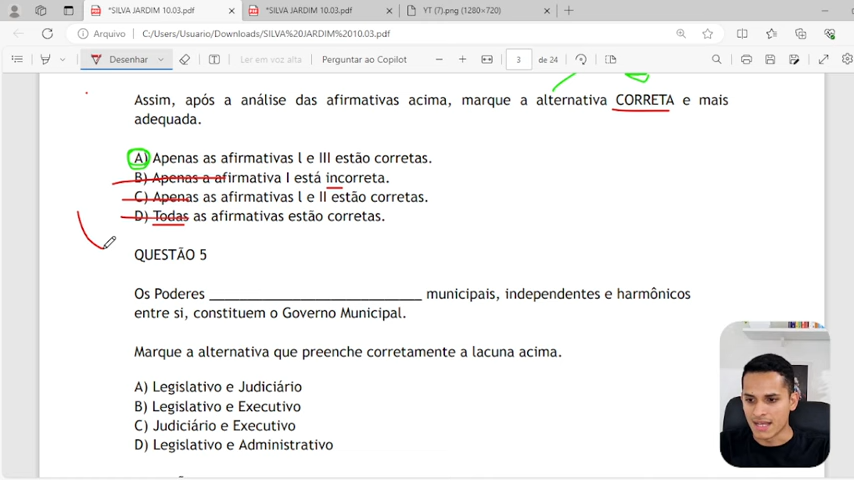 *SILVA JARDIM 10.03.pdf
*SILVA JARDIM 10.03.pdf
YT (7).png (1280×720)
Arquivo
C:/Users/Usuario/Downloads/SILVA%20JARDIM%2010.03.pdf
Desenhar
Ler em voz alta
Perguntar ao Copilot
3 de 24
Assim, após a análise das afirmativas acima, marque a alternativa CORRETA e mais
adequada.
A) Apenas as afirmativas l e III estão corretas.
B) Apenas a afirmativa I está incorreta.
C) Apenas as afirmativas l e II estão corretas.
D) Todas as afirmativas estão corretas.
QUESTÃO 5
Os Poderes ______________________________ municipais, independentes e harmônicos
entre si, constituem o Governo Municipal.
Marque a alternativa que preenche corretamente a lacuna acima.
A) Legislativo e Judiciário
B) Legislativo e Executivo
C) Judiciário e Executivo
D) Legislativo e Administrativo